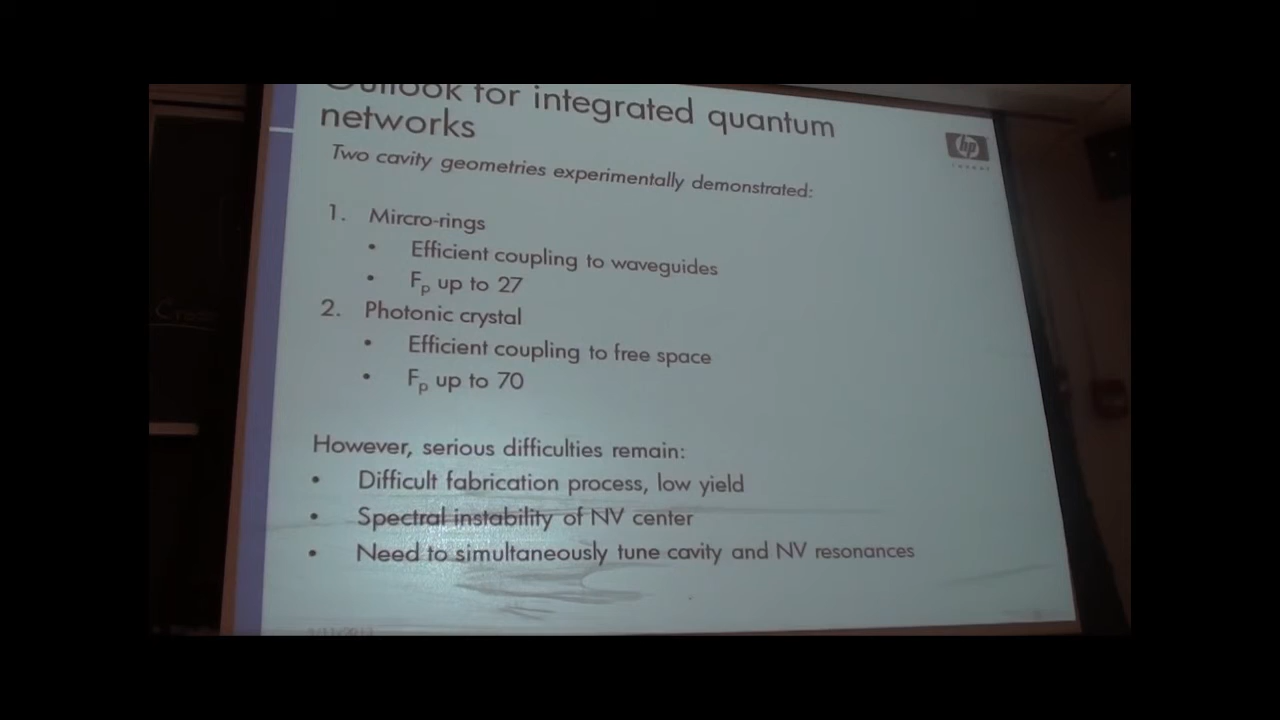 Outlook for integrated quantum
networks
hp
invent
Two cavity geometries experimentally demonstrated:
1. Mircro-rings
• Efficient coupling to waveguides
• Fp up to 27
2. Photonic crystal
• Efficient coupling to free space
• Fp up to 70
However, serious difficulties remain:
• Difficult fabrication process, low yield
• Spectral instability of NV center
• Need to simultaneously tune cavity and NV resonances